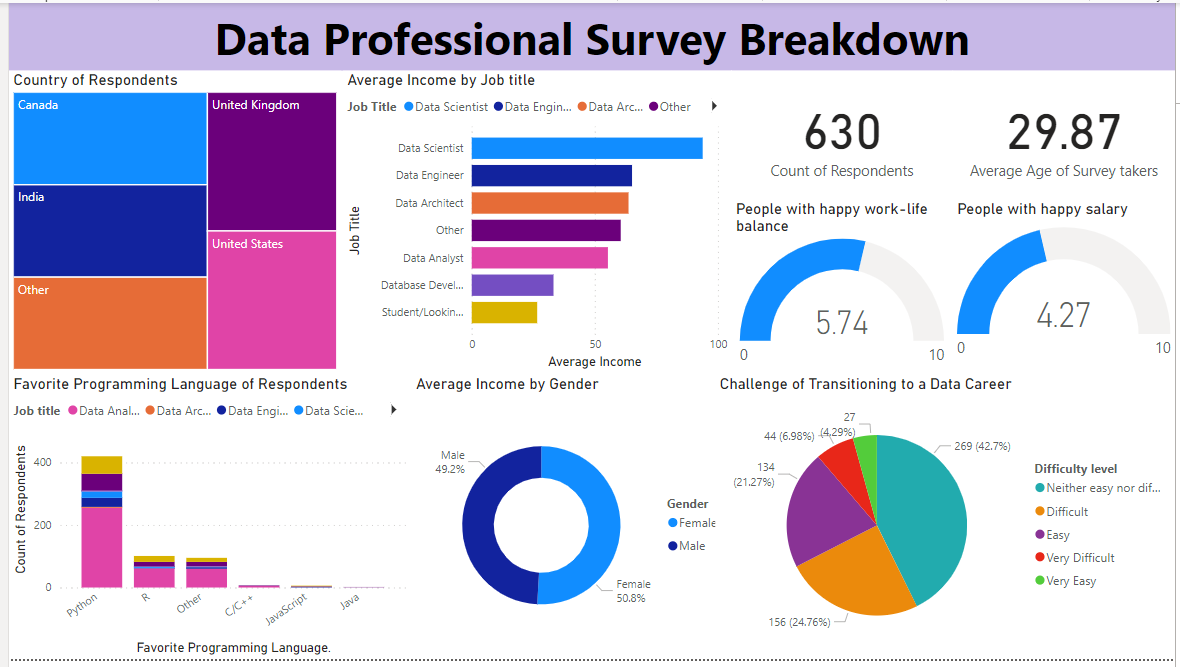 Data Professional Survey Breakdown
Country of Respondents
Canada
United Kingdom
India
United States
Other
Average Income by Job title
Job Title Data Scientist Data Engin... Data Arc... Other
Job Title
Data Scientist
Data Engineer
Data Architect
Other
Data Analyst
Database Devel...
Student/Lookin...
0 50 100
Average Income
630
Count of Respondents
29.87
Average Age of Survey takers
People with happy work-life
balance
5.74
0 10
People with happy salary
4.27
0 10
Favorite Programming Language of Respondents
Job title Data Anal... Data Arc... Data Engi... Data Scie...
Count of Respondents
400
200
0
Python R Other C/C++ JavaScript Java
Favorite Programming Language.
Average Income by Gender
Male
49.2%
Female
50.8%
Gender
Female
Male
Challenge of Transitioning to a Data Career
27
(4.29%)
44 (6.98%)
134
(21.27%)
269 (42.7%)
156 (24.76%)
Difficulty level
Neither easy nor dif...
Difficult
Easy
Very Difficult
Very Easy